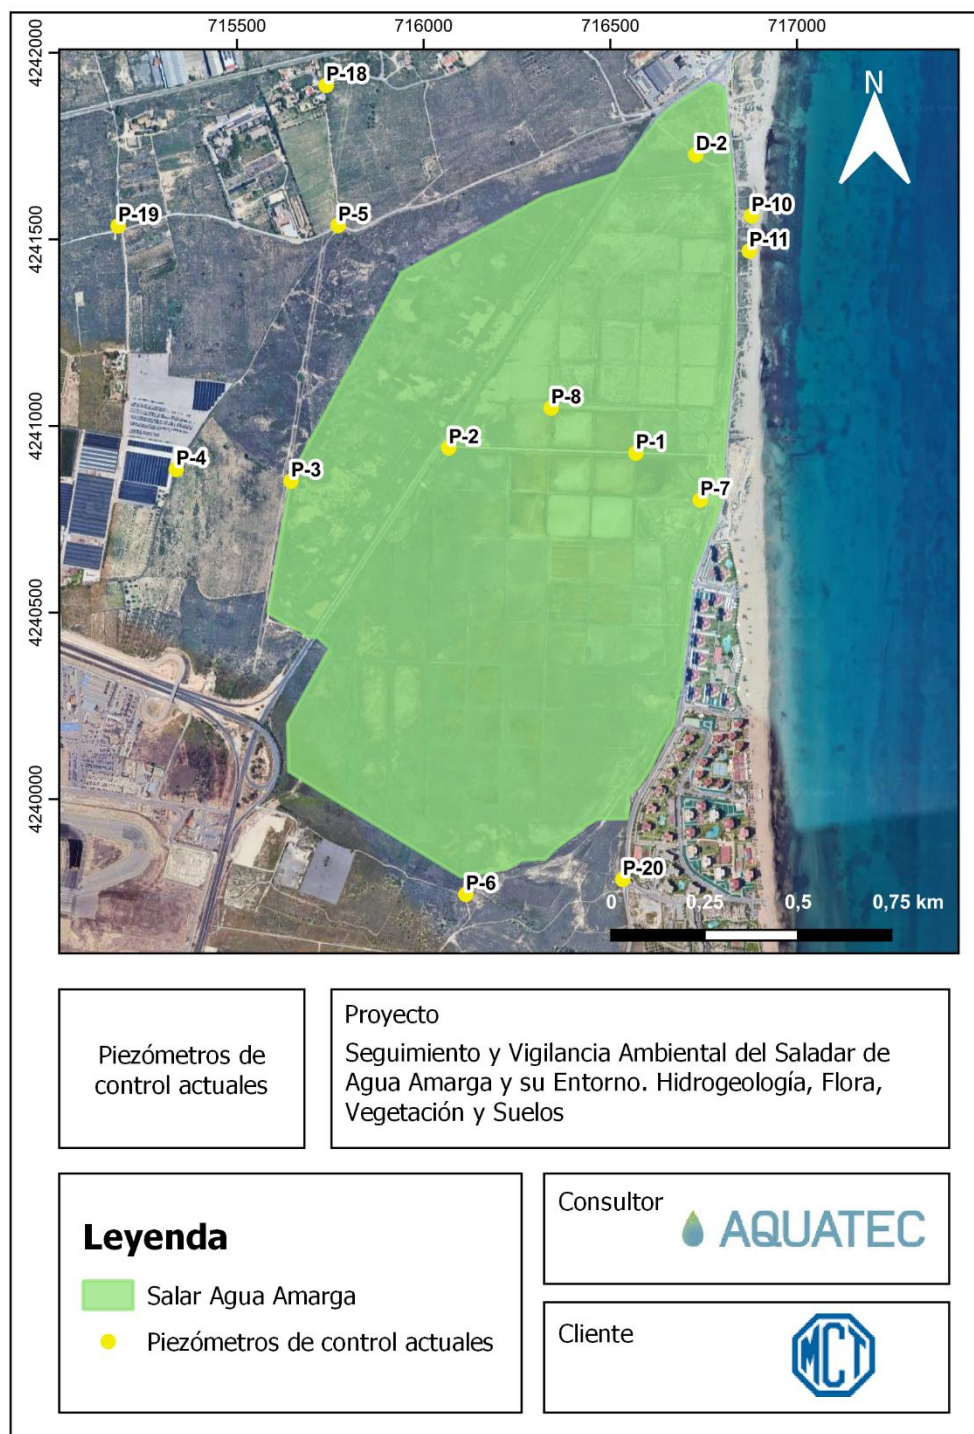 715500 716000 716500 717000
4242000
4241500
4241000
4240500
4240000
P-18
N
D-2
P-19
P-5
P-10
P-11
P-8
P-2
P-1
P-4
P-3
P-7
P-6
P-20
0 0,25 0,5 0,75 km
Piezómetros de
control actuales
Proyecto
Seguimiento y Vigilancia Ambiental del Saladar de
Agua Amarga y su Entorno. Hidrogeología, Flora,
Vegetación y Suelos
Leyenda
Salar Agua Amarga
Piezómetros de control actuales
Consultor
AQUATEC
Cliente
MCT